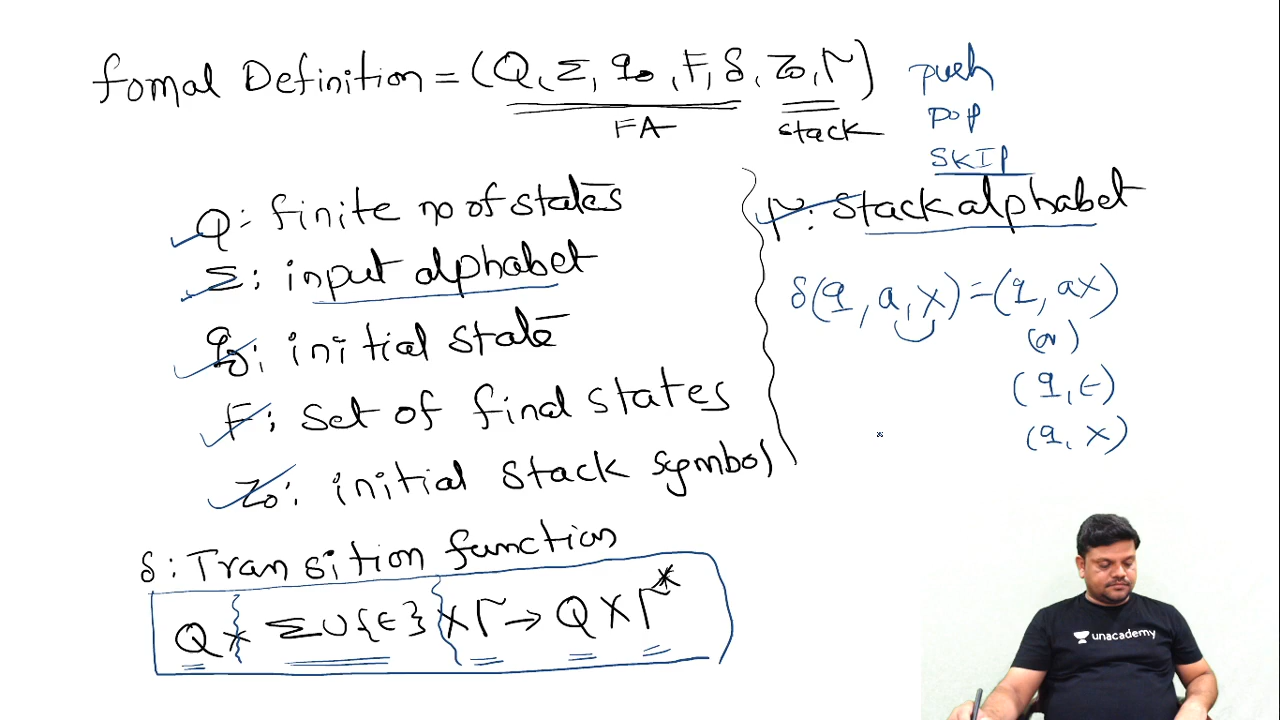 fomal Definition = (Q, Σ, q₀, F, δ, Z₀, Γ)
FA
stack
push
pop
SKIP
Q: finite no of states
Σ: input alphabet
q₀: initial state
F: set of final states
Z₀: initial stack symbol
δ: Transition function
Q × Σ∪{ϵ} × Γ → Q × Γ*
Γ: stack alphabet
δ(q, a, x) = (q, ax)
(or)
(q, ϵ)
(q, x)
unacademy